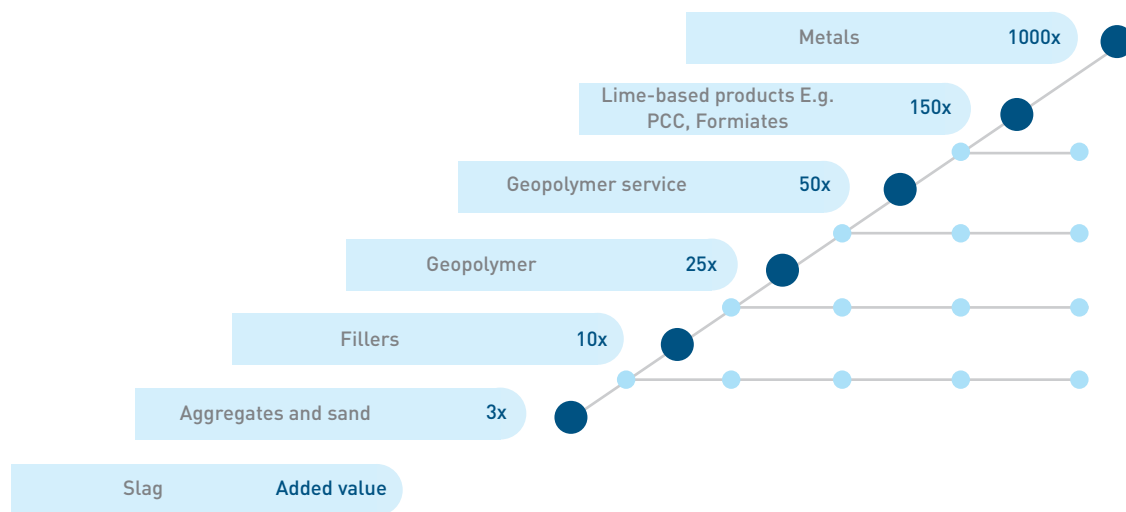 Metals 1000x
Lime-based products E.g. 150x
PCC, Formiates
Geopolymer service 50x
Geopolymer 25x
Fillers 10x
Aggregates and sand 3x
Slag Added value